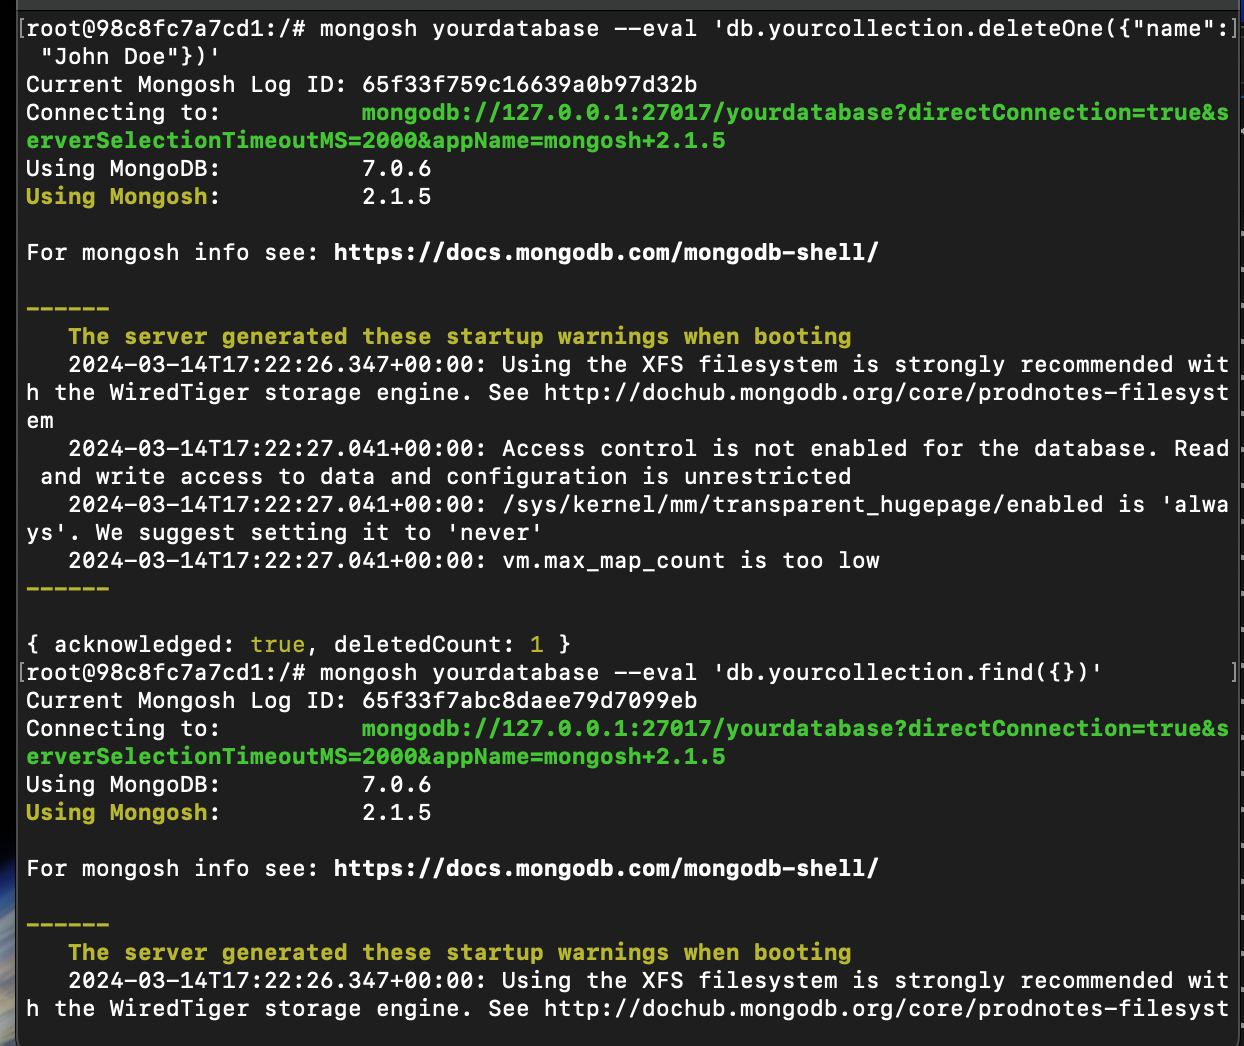 [root@98c8fc7a7cd1:/# mongosh yourdatabase --eval 'db.yourcollection.deleteOne({"name":]
 "John Doe"})'
Current Mongosh Log ID: 65f33f759c16639a0b97d32b
Connecting to:          mongodb://127.0.0.1:27017/yourdatabase?directConnection=true&s
erverSelectionTimeoutMS=2000&appName=mongosh+2.1.5
Using MongoDB:          7.0.6
Using Mongosh:          2.1.5
For mongosh info see: https://docs.mongodb.com/mongodb-shell/
------
   The server generated these startup warnings when booting
   2024-03-14T17:22:26.347+00:00: Using the XFS filesystem is strongly recommended wit
h the WiredTiger storage engine. See http://dochub.mongodb.org/core/prodnotes-filesyst
em
   2024-03-14T17:22:27.041+00:00: Access control is not enabled for the database. Read
 and write access to data and configuration is unrestricted
   2024-03-14T17:22:27.041+00:00: /sys/kernel/mm/transparent_hugepage/enabled is 'alwa
ys'. We suggest setting it to 'never'
   2024-03-14T17:22:27.041+00:00: vm.max_map_count is too low
------
{ acknowledged: true, deletedCount: 1 }
[root@98c8fc7a7cd1:/# mongosh yourdatabase --eval 'db.yourcollection.find({})'         ]
Current Mongosh Log ID: 65f33f7abc8daee79d7099eb
Connecting to:          mongodb://127.0.0.1:27017/yourdatabase?directConnection=true&s
erverSelectionTimeoutMS=2000&appName=mongosh+2.1.5
Using MongoDB:          7.0.6
Using Mongosh:          2.1.5
For mongosh info see: https://docs.mongodb.com/mongodb-shell/
------
   The server generated these startup warnings when booting
   2024-03-14T17:22:26.347+00:00: Using the XFS filesystem is strongly recommended wit
h the WiredTiger storage engine. See http://dochub.mongodb.org/core/prodnotes-filesyst